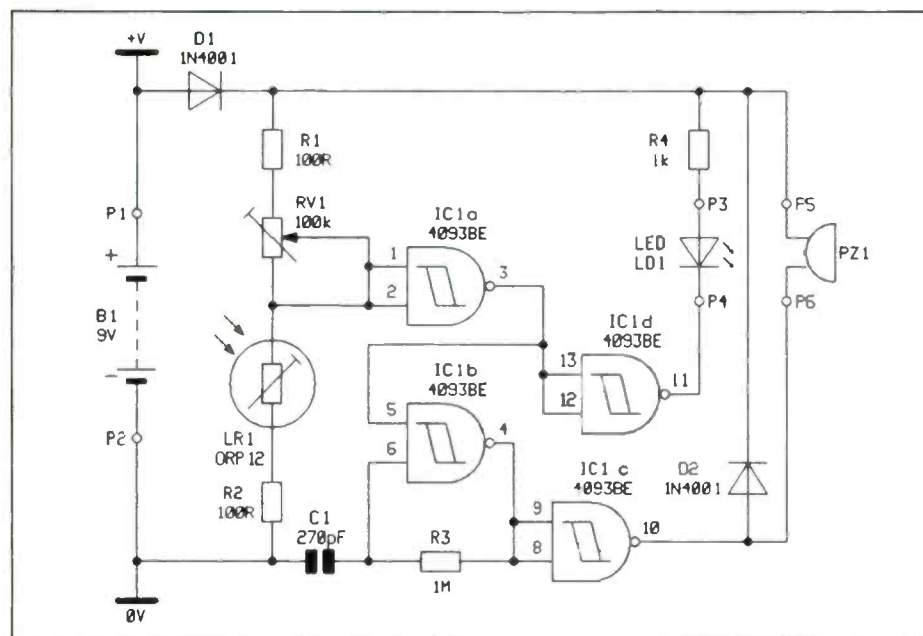 +V
D1
1N4001
R1
100R
R4
1k
P1
RV1
100k
IC1a
4093BE
P3
P5
1
2
3
LED
LD1
PZ1
+
B1
9V
-
P4
P6
IC1d
4093BE
13
12
11
IC1b
4093BE
5
6
4
P2
LR1
ORP12
IC1c
4093BE
D2
1N4001
R2
100R
C1
270pF
R3
1M
9
8
10
0V